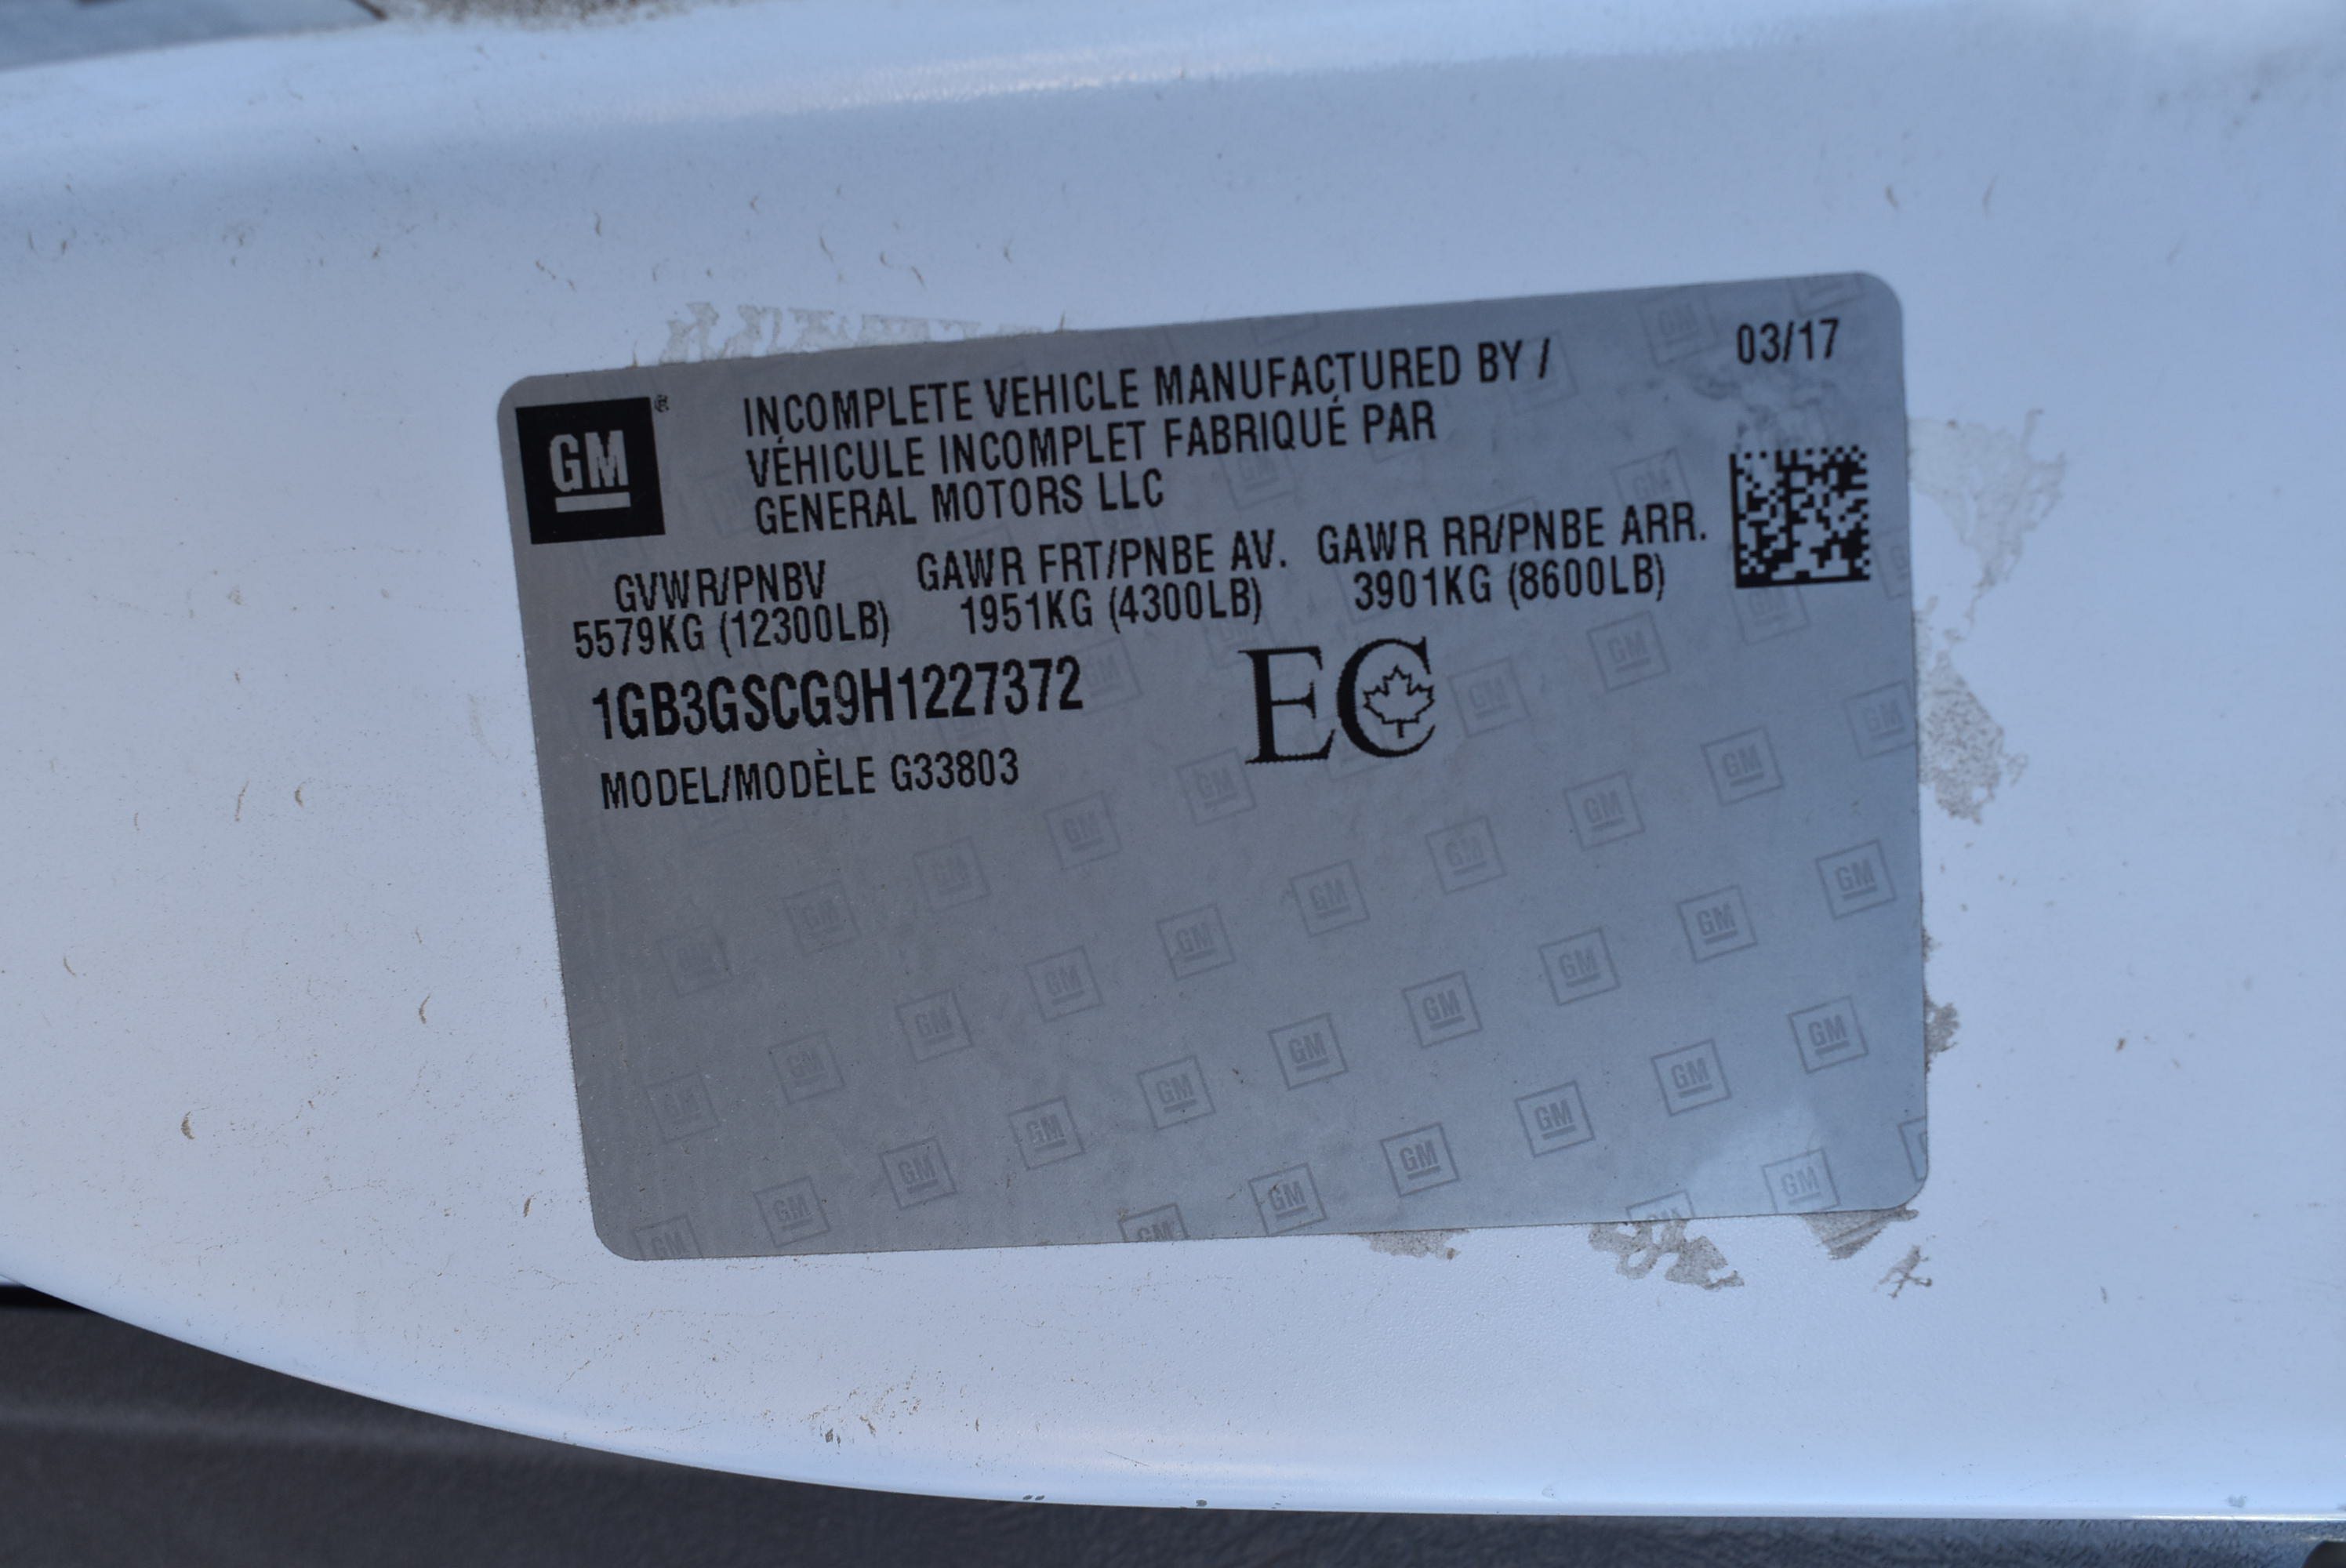 GM
INCOMPLETE VEHICLE MANUFACTURED BY /
VÉHICULE INCOMPLET FABRIQUÉ PAR
GENERAL MOTORS LLC
03/17
GVWR/PNBV GAWR FRT/PNBE AV. GAWR RR/PNBE ARR.
5579KG (12300LB) 1951KG (4300LB) 3901KG (8600LB)
1GB3GSCG9H1227372
EC
MODEL/MODÈLE G33803